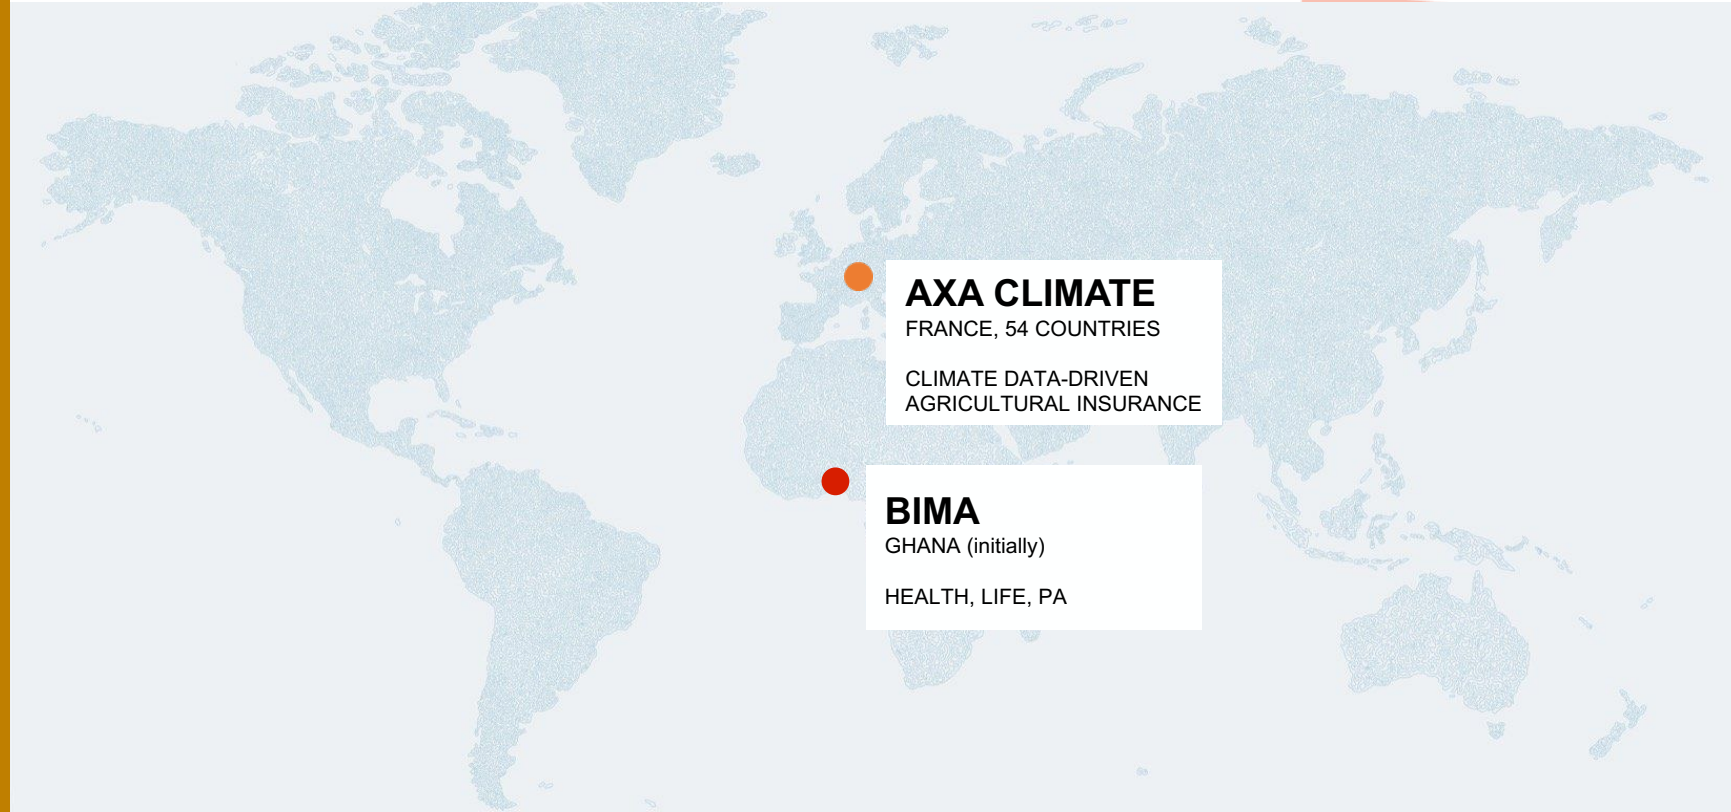 AXA CLIMATE
FRANCE, 54 COUNTRIES
CLIMATE DATA-DRIVEN
AGRICULTURAL INSURANCE
BIMA
GHANA (initially)
HEALTH, LIFE, PA